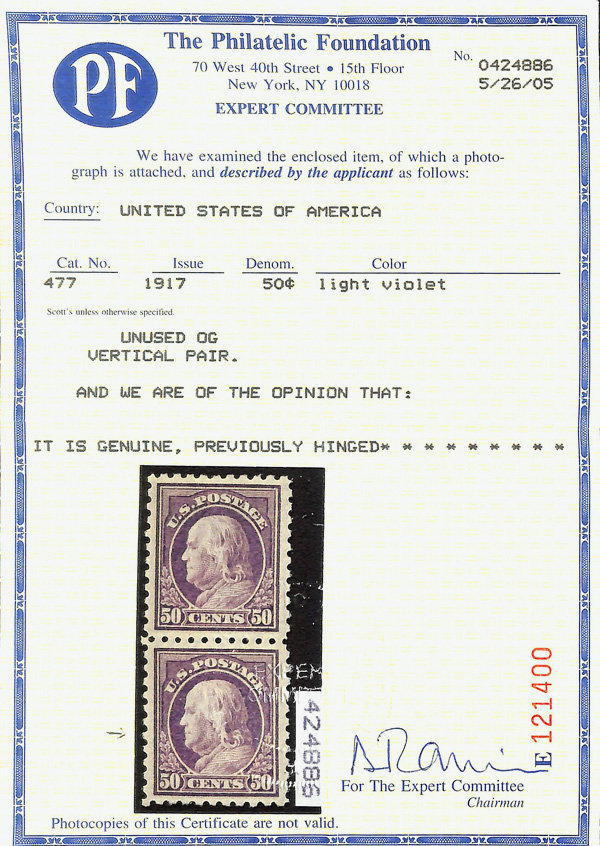 PF
The Philatelic Foundation
70 West 40th Street • 15th Floor
New York, NY 10018
EXPERT COMMITTEE
No. 0424886
5/26/05
We have examined the enclosed item, of which a photo-
graph is attached, and described by the applicant as follows:
Country: UNITED STATES OF AMERICA
Cat. No. Issue Denom. Color
477 1917 50¢ light violet
Scott's unless otherwise specified.
UNUSED OG
VERTICAL PAIR.
AND WE ARE OF THE OPINION THAT:
IT IS GENUINE, PREVIOUSLY HINGED* * * * * * * * *
U.S. POSTAGE
50 CENTS 50
U.S. POSTAGE
50 CENTS 50
424886
E 121400
For The Expert Committee
Chairman
Photocopies of this Certificate are not valid.